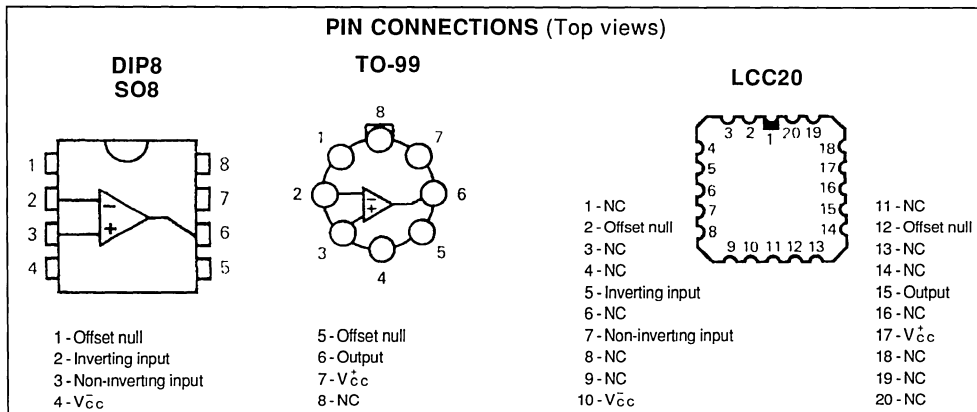 PIN CONNECTIONS (Top views)
DIP8
SO8
1
2
3
4
8
7
6
5
-
+
1 - Offset null
2 - Inverting input
3 - Non-inverting input
4 - V‾cc
TO-99
8
1
7
2
6
3
5
4
-
+
5 - Offset null
6 - Output
7 - V⁺cc
8 - NC
LCC20
3 2 1 20 19
4
5
6
7
8
18
17
16
15
14
9 10 11 12 13
1 - NC
2 - Offset null
3 - NC
4 - NC
5 - Inverting input
6 - NC
7 - Non-inverting input
8 - NC
9 - NC
10 - V‾cc
11 - NC
12 - Offset null
13 - NC
14 - NC
15 - Output
16 - NC
17 - V⁺cc
18 - NC
19 - NC
20 - NC